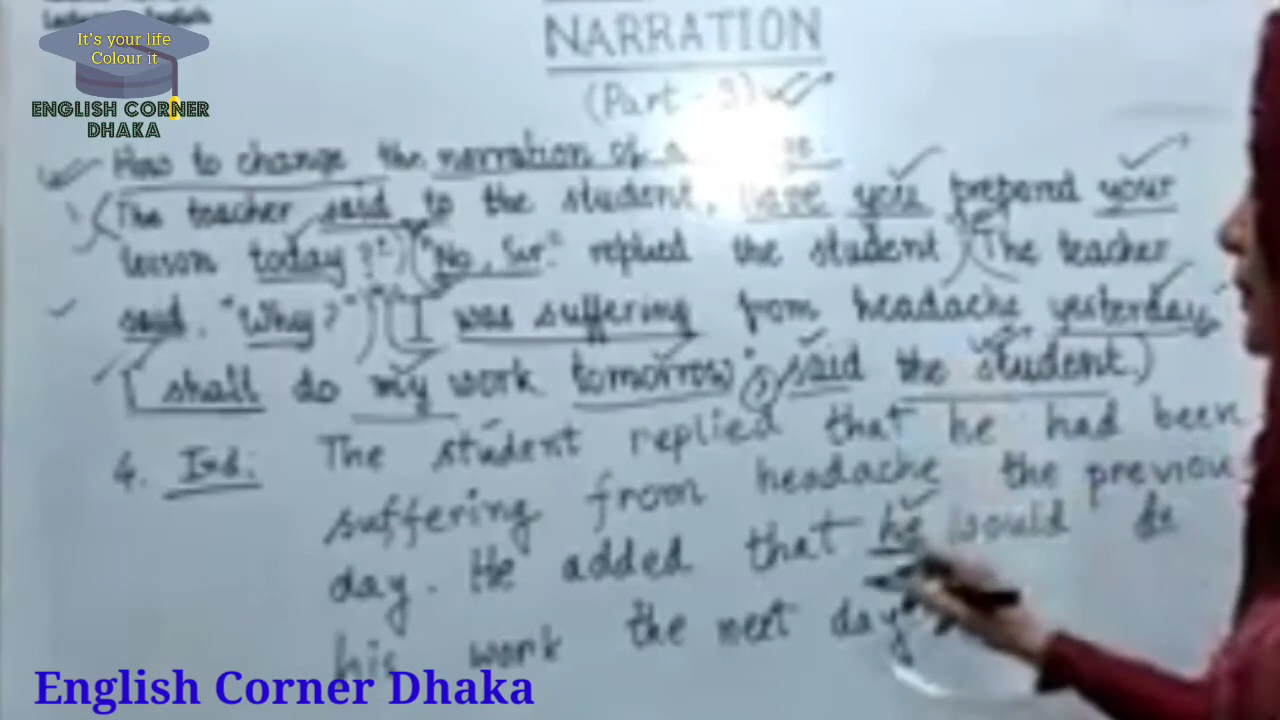 It's your life
Colour it
ENGLISH CORNER
DHAKA
NARRATION
(Part - 3)
How to change the narration of a
The teacher said to the student, have you prepared your
lesson today?" "No, Sir." replied the student. The teacher
said. "Why?" "I was suffering from headache yesterday,
I shall do my work tomorrow", said the student.)
4. Ind: The student replied that he had been
suffering from headache the previous
day. He added that he would do
his work the next day
English Corner Dhaka